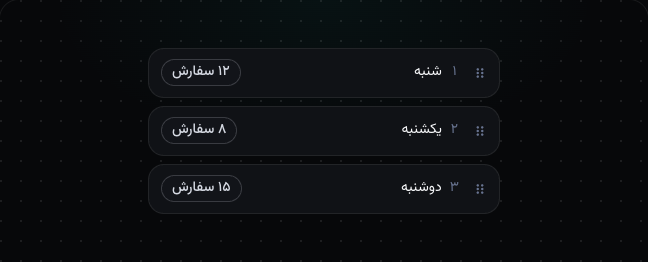 ۱ شنبه ۱۲ سفارش
۲ یکشنبه ۸ سفارش
۳ دوشنبه ۱۵ سفارش